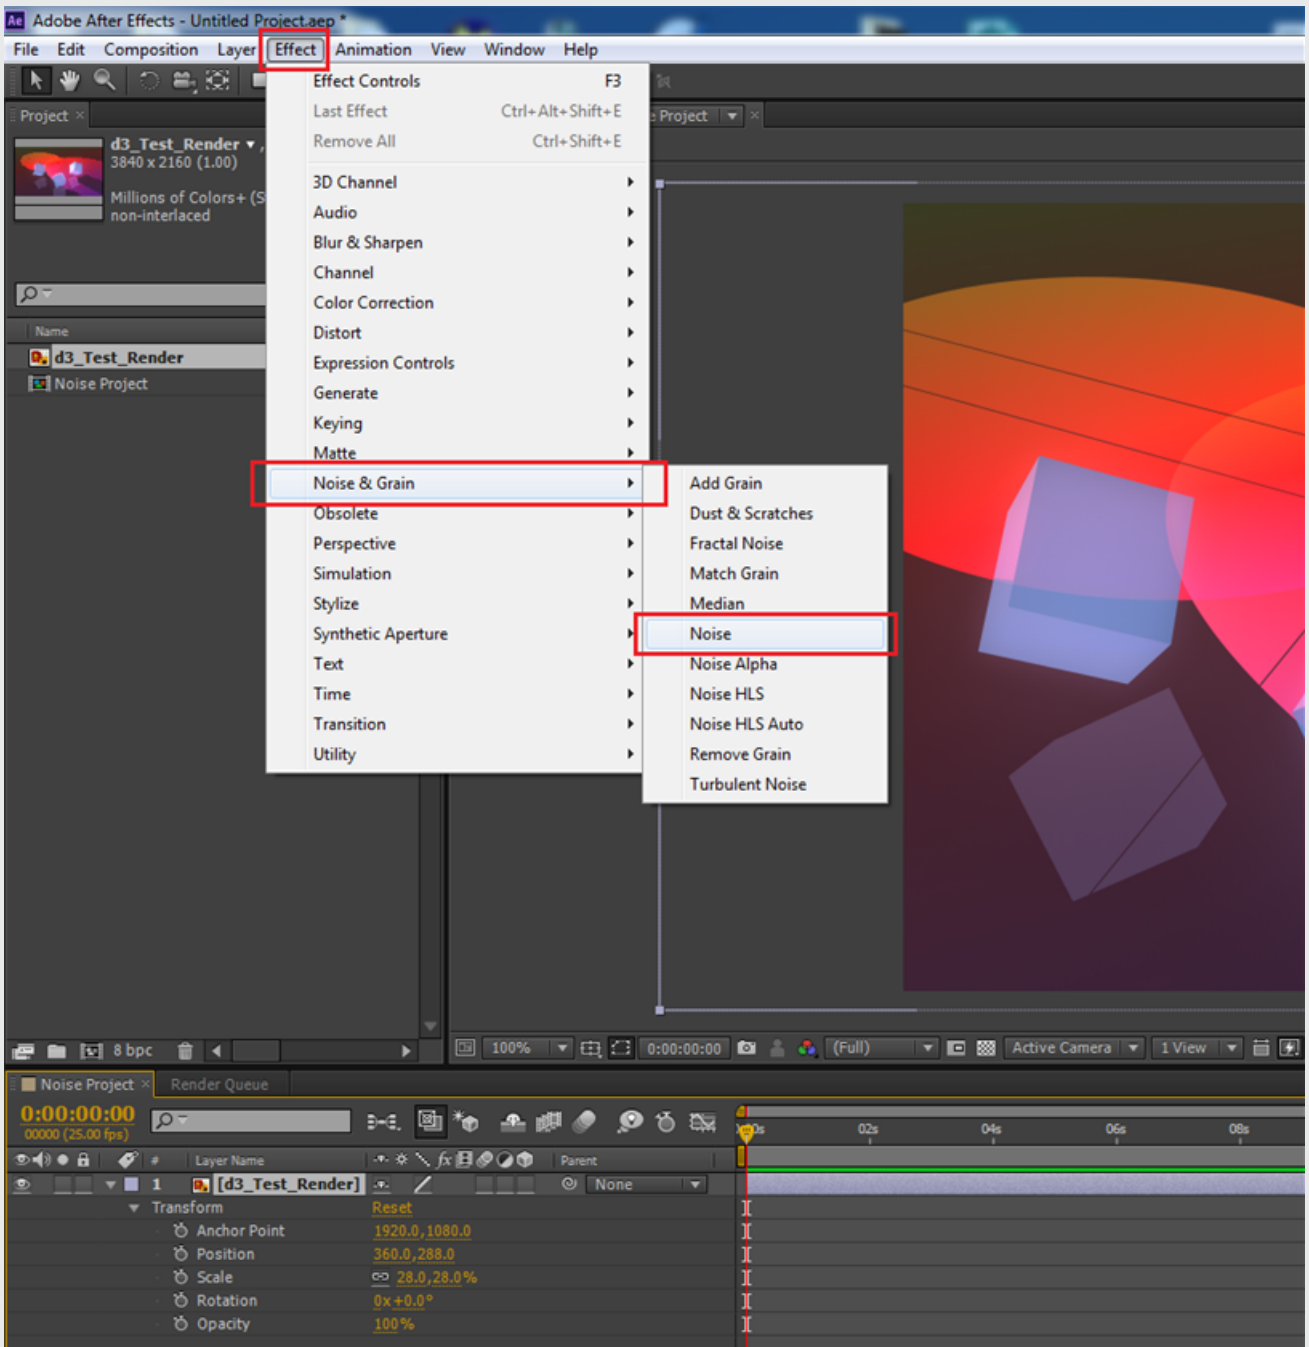 Ae Adobe After Effects - Untitled Project.aep *
File Edit Composition Layer Effect Animation View Window Help
Effect Controls F3
Last Effect Ctrl+Alt+Shift+E
Remove All Ctrl+Shift+E
3D Channel
Audio
Blur & Sharpen
Channel
Color Correction
Distort
Expression Controls
Generate
Keying
Matte
Noise & Grain
Obsolete
Perspective
Simulation
Stylize
Synthetic Aperture
Text
Time
Transition
Utility
Add Grain
Dust & Scratches
Fractal Noise
Match Grain
Median
Noise
Noise Alpha
Noise HLS
Noise HLS Auto
Remove Grain
Turbulent Noise
Project
d3_Test_Render ,
3840 x 2160 (1.00)
Millions of Colors+ (S
non-interlaced
Name
d3_Test_Render
Noise Project
8 bpc
Project
100% 0:00:00:00 (Full) Active Camera 1 View
Noise Project Render Queue
0:00:00:00
00000 (25.00 fps)
02s 04s 06s 08s
# Layer Name fx Parent
1 [d3_Test_Render] None
Transform Reset
Anchor Point 1920.0,1080.0
Position 360.0,288.0
Scale 28.0,28.0%
Rotation 0x+0.0°
Opacity 100%